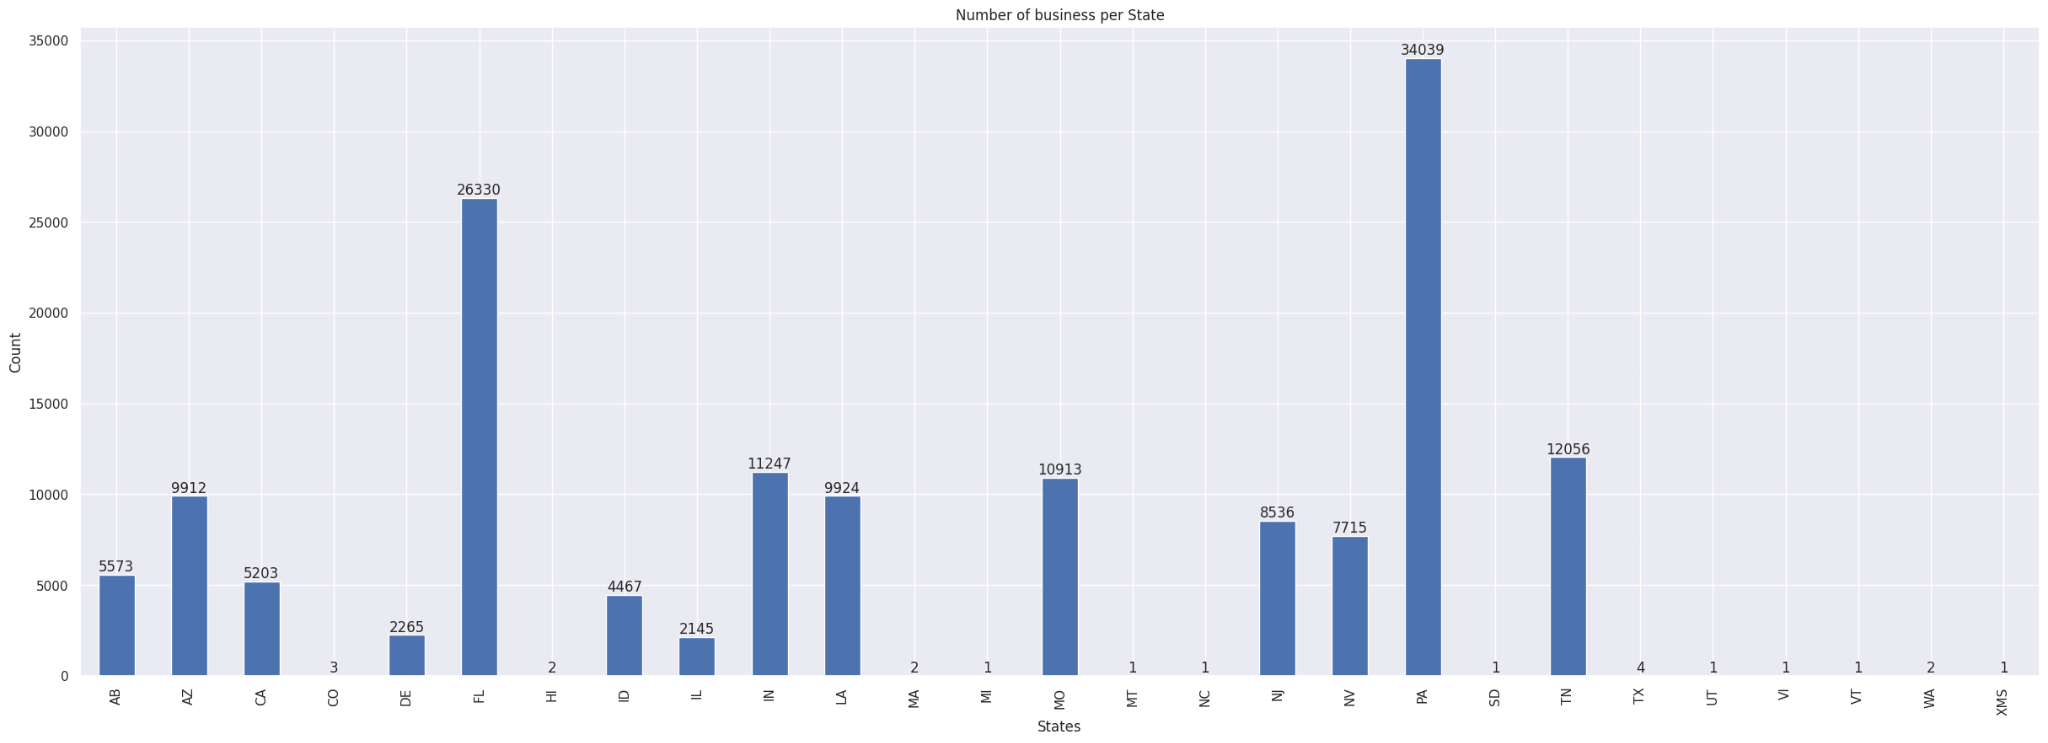 Number of business per State
35000
30000
25000
20000
15000
10000
5000
0
Count
5573
9912
5203
3
2265
26330
2
4467
2145
11247
9924
2
1
10913
1
1
8536
7715
34039
1
12056
4
1
1
1
2
1
AB
AZ
CA
CO
DE
FL
HI
ID
IL
IN
LA
MA
MI
MO
MT
NC
NJ
NV
PA
SD
TN
TX
UT
VI
VT
WA
XMS
States